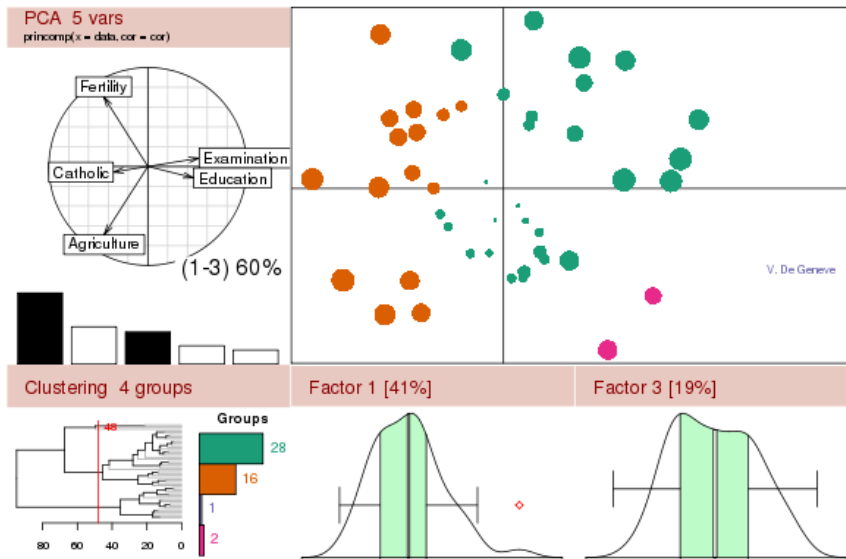 PCA 5 vars
princomp(x = data, cor = cor)
Fertility
Examination
Catholic
Education
Agriculture
(1-3) 60%
V. De Geneve
Clustering 4 groups
Factor 1 [41%]
Factor 3 [19%]
48
Groups
28
16
1
2
80 60 40 20 0